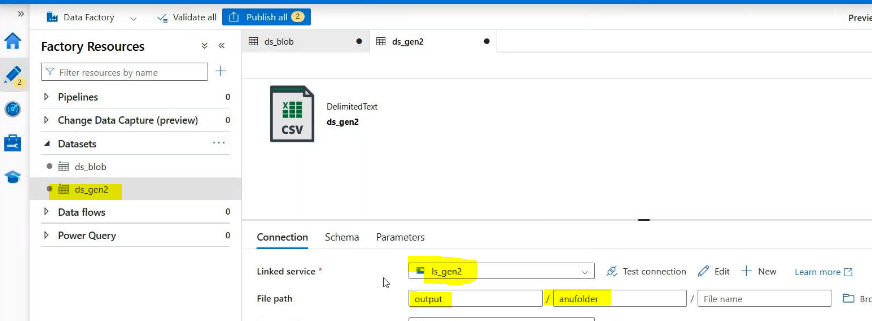 » Data Factory Validate all Publish all 2
Previe
Factory Resources
ds_blob
ds_gen2
Filter resources by name
Pipelines 0
Change Data Capture (preview) 0
Datasets ...
ds_blob
ds_gen2
Data flows 0
Power Query 0
2
CSV
DelimitedText
ds_gen2
Connection Schema Parameters
Linked service *
ls_gen2
Test connection Edit New Learn more
File path
output / anufolder / File name
Bro